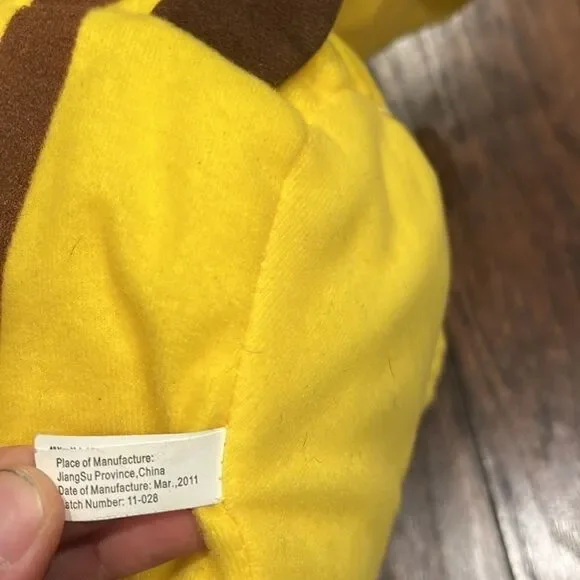 Place of Manufacture:
JiangSu Province,China
Date of Manufacture: Mar.,2011
atch Number: 11-028